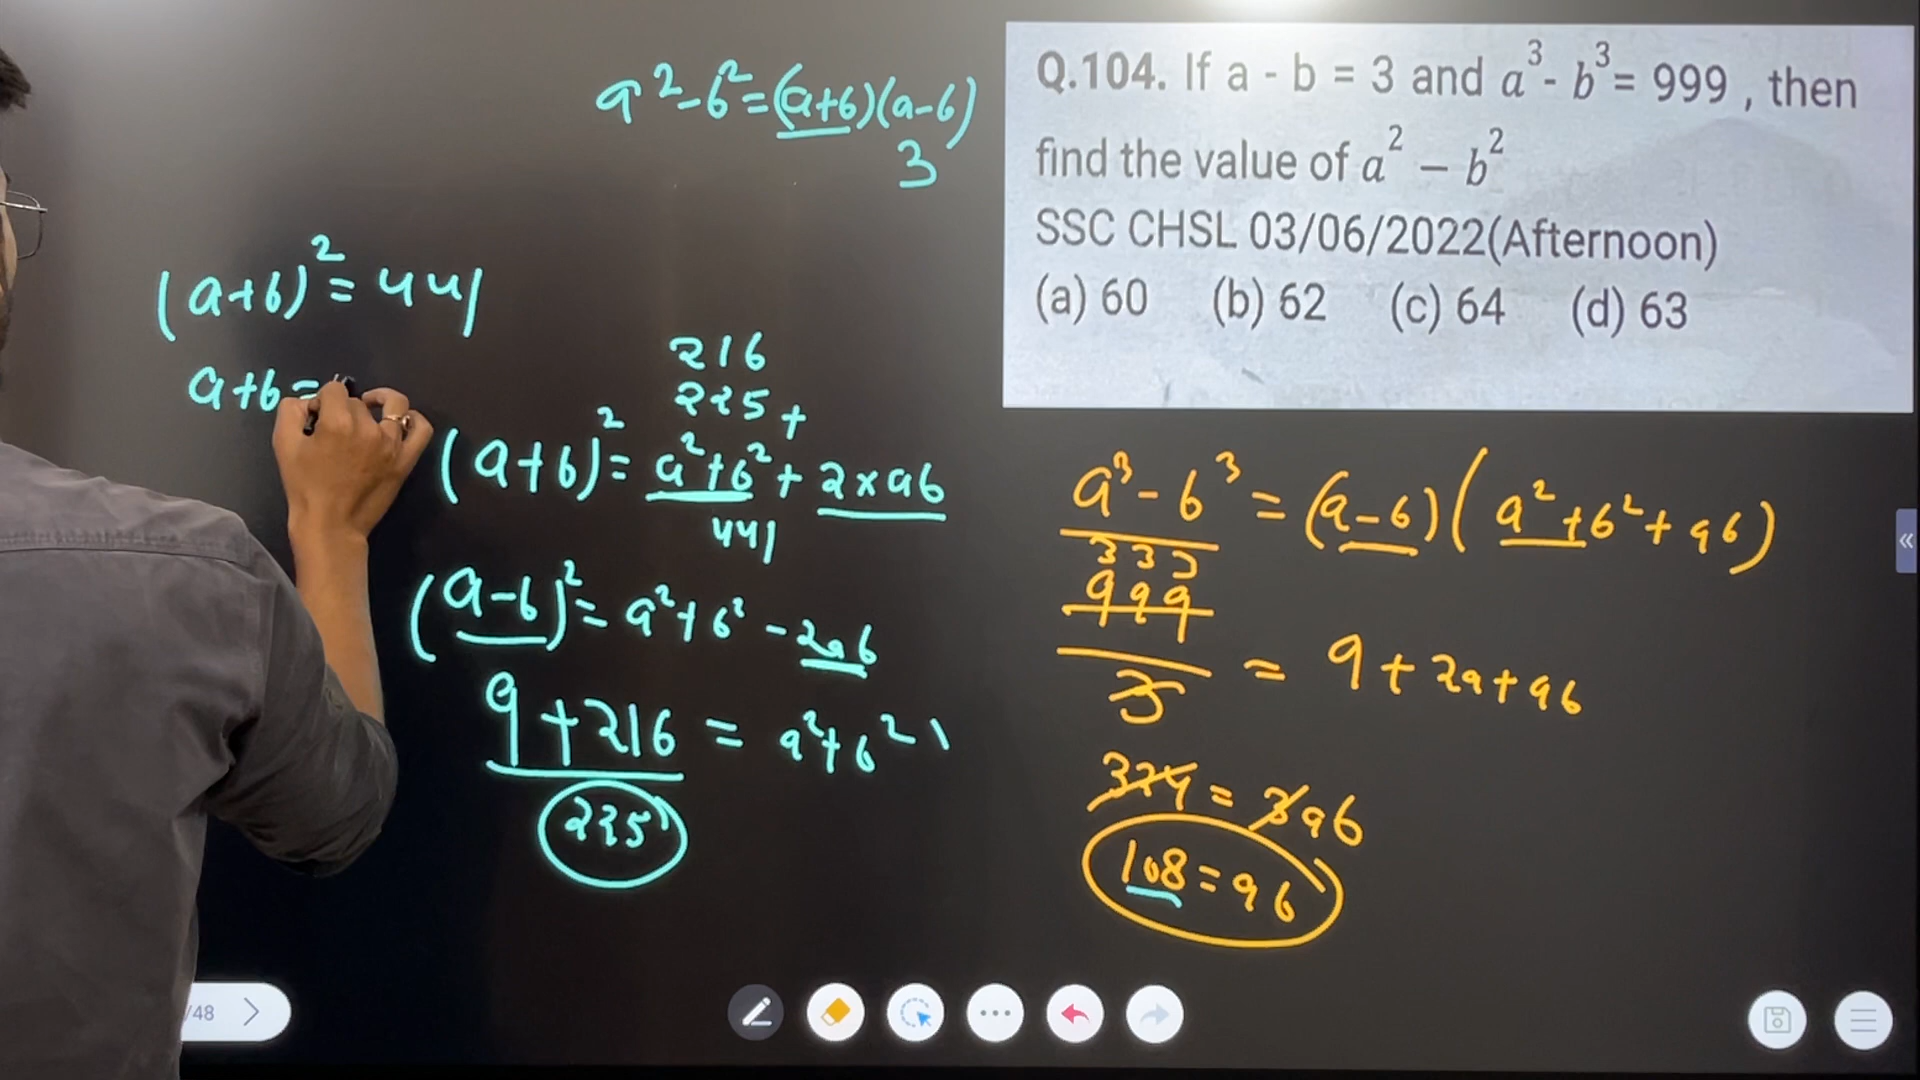 a²-b²=(a+b)(a-b)
3
Q.104. If a - b = 3 and a³- b³= 999 , then
find the value of a² – b²
SSC CHSL 03/06/2022(Afternoon)
(a) 60 (b) 62 (c) 64 (d) 63
(a+b)²=441
a+b=
216
225+
(a+b)²=a²+b²+2×ab
441
(a-b)²=a²+b²-2ab
9+216=a²+b²
225
a³-b³=(a-b)(a²+b²+ab)
333
999
3
=9+2a+ab
324=3ab
108=ab
/48